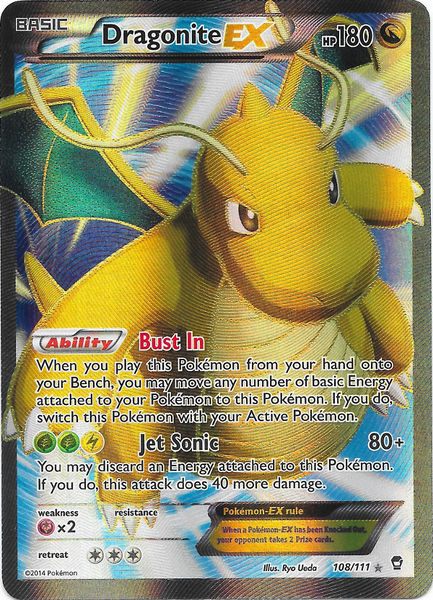 BASIC Dragonite EX HP180
Ability Bust In
When you play this Pokémon from your hand onto
your Bench, you may move any number of basic Energy
attached to your Pokémon to this Pokémon. If you do,
switch this Pokémon with your Active Pokémon.
Jet Sonic 80+
You may discard an Energy attached to this Pokémon.
If you do, this attack does 40 more damage.
weakness resistance
×2
Pokémon-EX rule
When a Pokémon-EX has been Knocked Out,
your opponent takes 2 Prize cards.
retreat
©2014 Pokémon Illus. Ryo Ueda 108/111